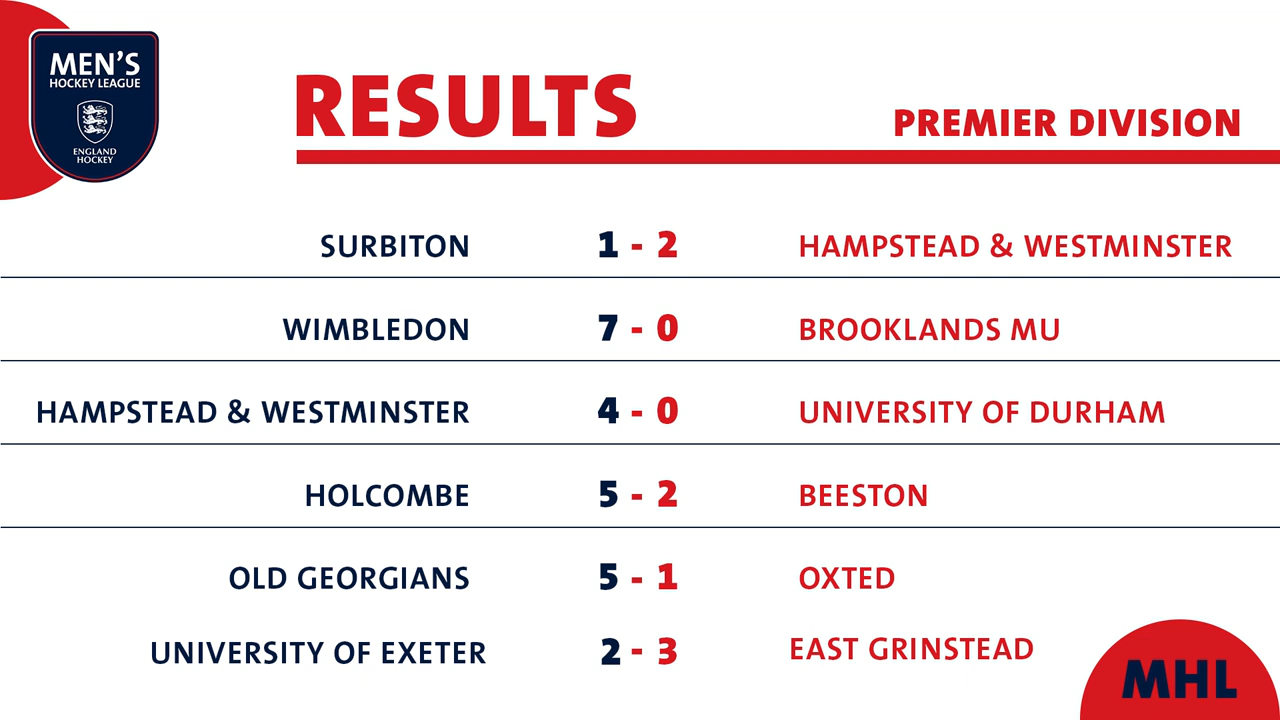 MEN'S
HOCKEY LEAGUE
ENGLAND
HOCKEY
RESULTS
PREMIER DIVISION
SURBITON 1 - 2 HAMPSTEAD & WESTMINSTER
WIMBLEDON 7 - 0 BROOKLANDS MU
HAMPSTEAD & WESTMINSTER 4 - 0 UNIVERSITY OF DURHAM
HOLCOMBE 5 - 2 BEESTON
OLD GEORGIANS 5 - 1 OXTED
UNIVERSITY OF EXETER 2 - 3 EAST GRINSTEAD
MHL